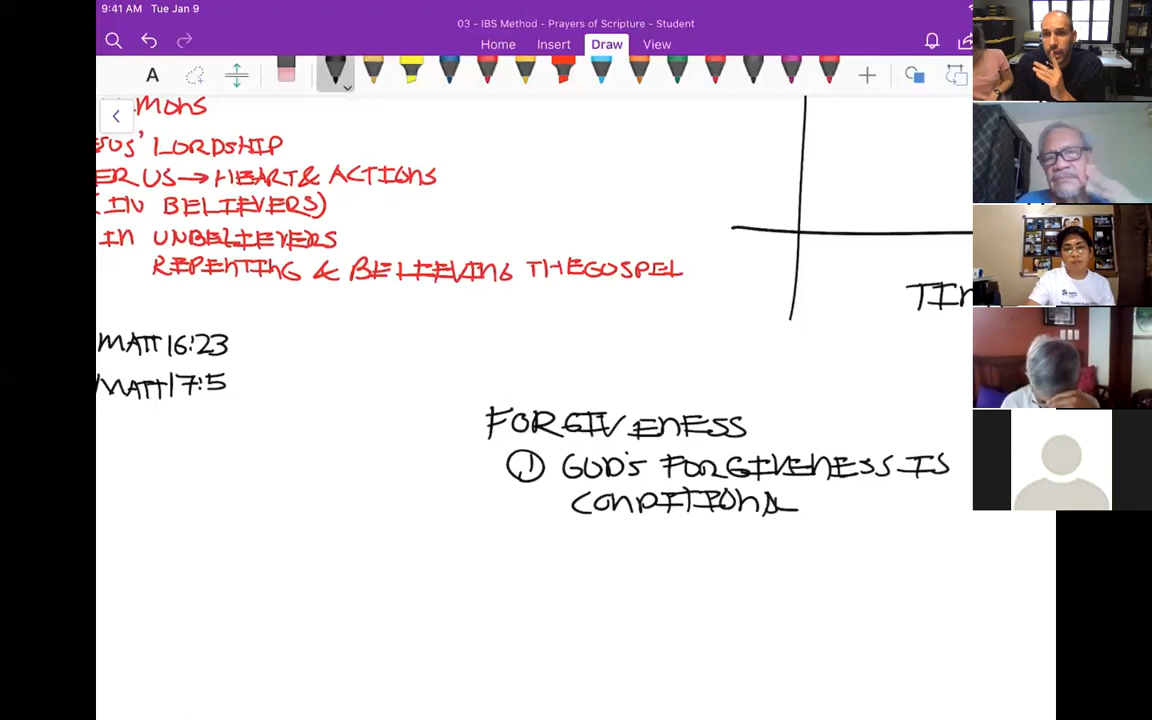 9:41 AM Tue Jan 9
03 - IBS Method - Prayers of Scripture - Student
Home Insert Draw View
A
MONS
SUS' LORDSHIP
ER US → HEART & ACTIONS
(IN BELIEVERS)
IN UNBELIEVERS
REPENTING & BELIEVING THE GOSPEL
TIM
MATT 16:23
MATT 17:5
FORGIVENESS
① GOD'S FORGIVENESS IS
CONDITIONAL